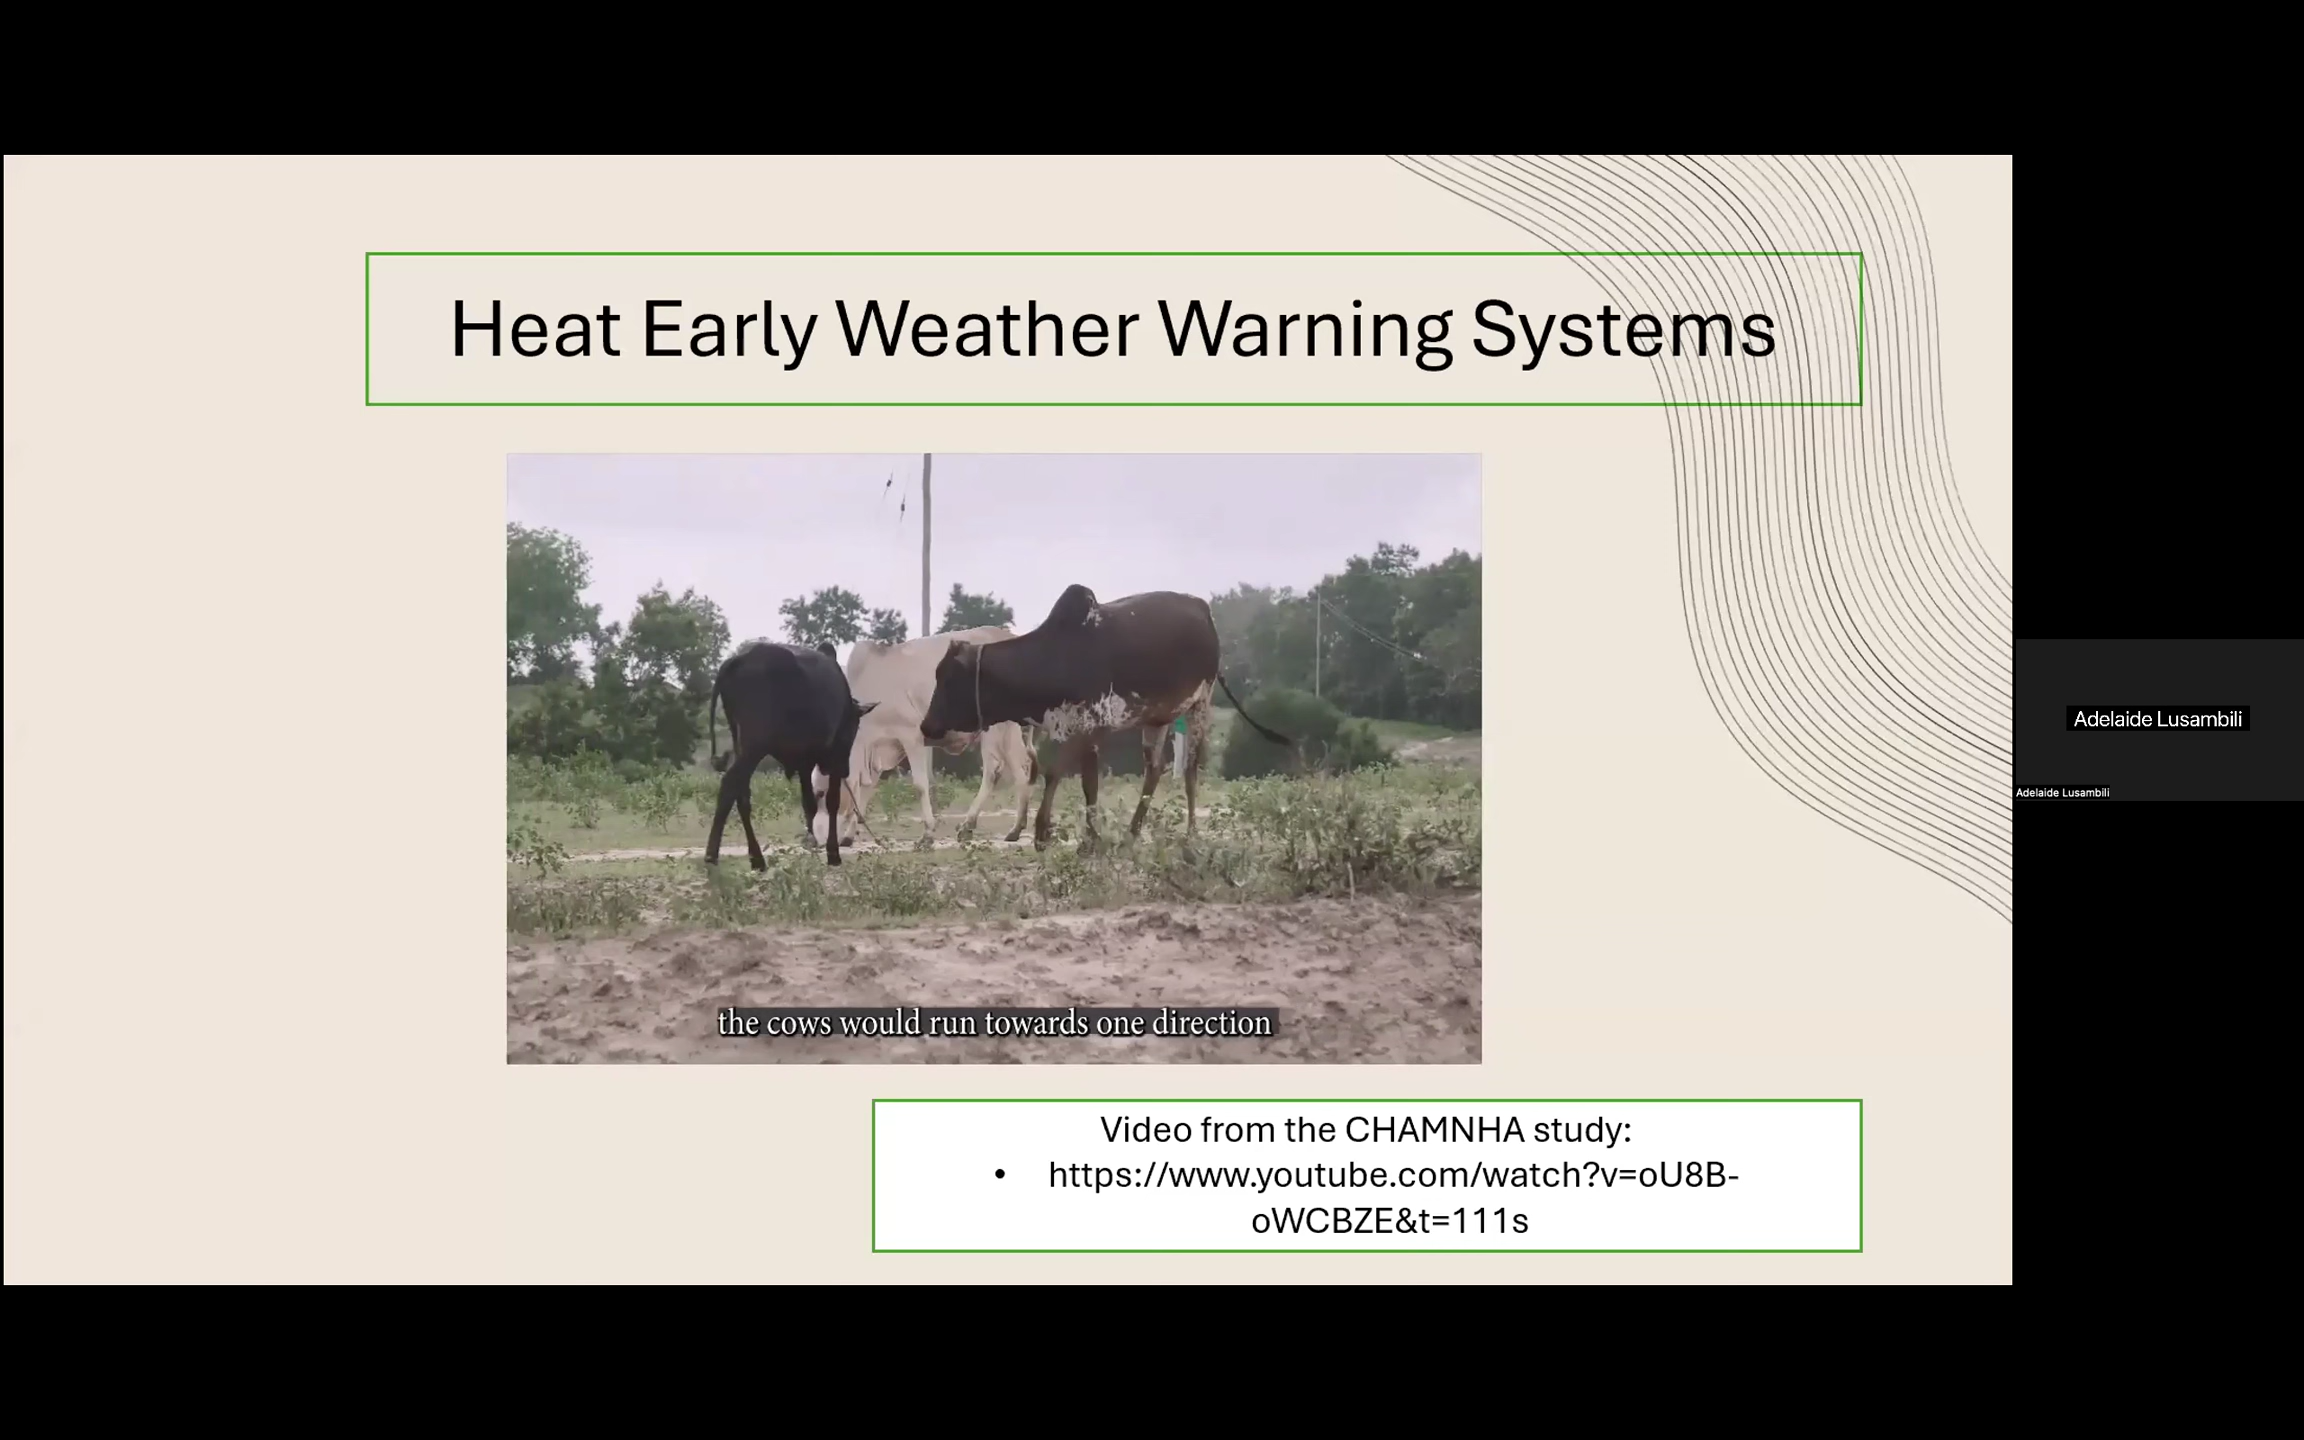 Heat Early Weather Warning Systems
the cows would run towards one direction
Video from the CHAMNHA study:
• https://www.youtube.com/watch?v=oU8B-
oWCBZE&t=111s
Adelaide Lusambili
Adelaide Lusambili